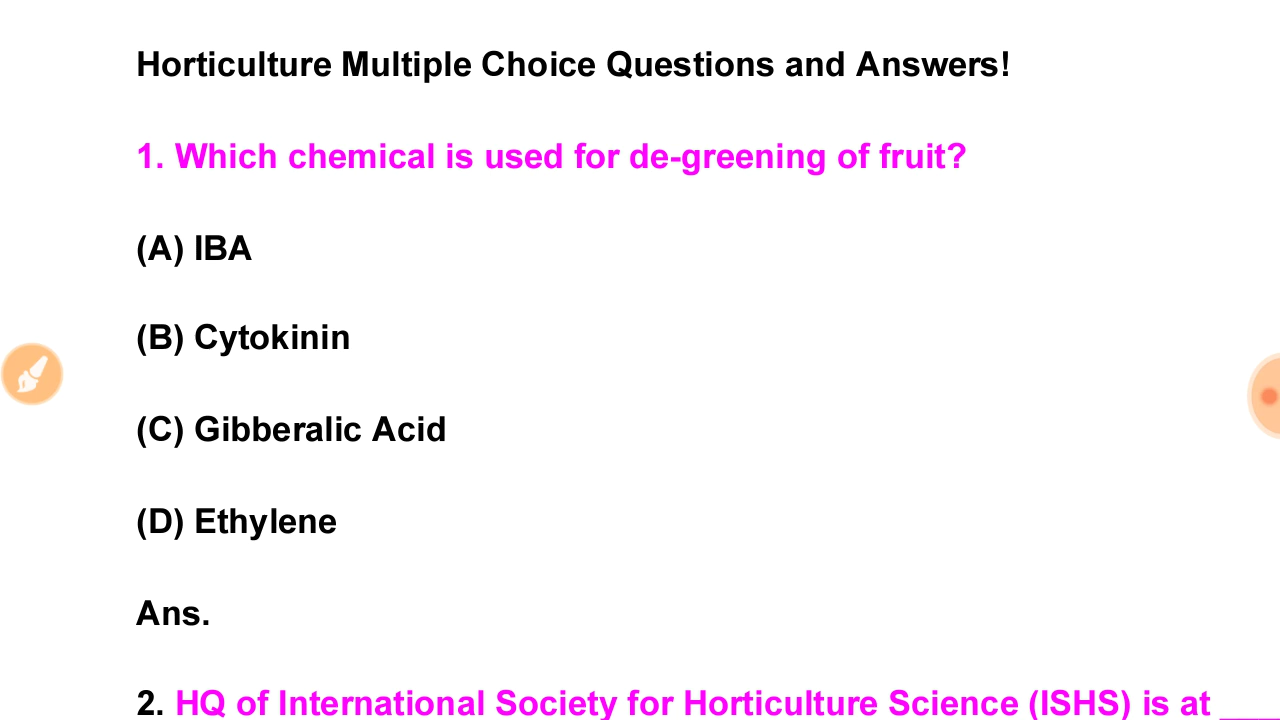 Horticulture Multiple Choice Questions and Answers!
1. Which chemical is used for de-greening of fruit?
(A) IBA
(B) Cytokinin
(C) Gibberalic Acid
(D) Ethylene
Ans.
2. HQ of International Society for Horticulture Science (ISHS) is at ___